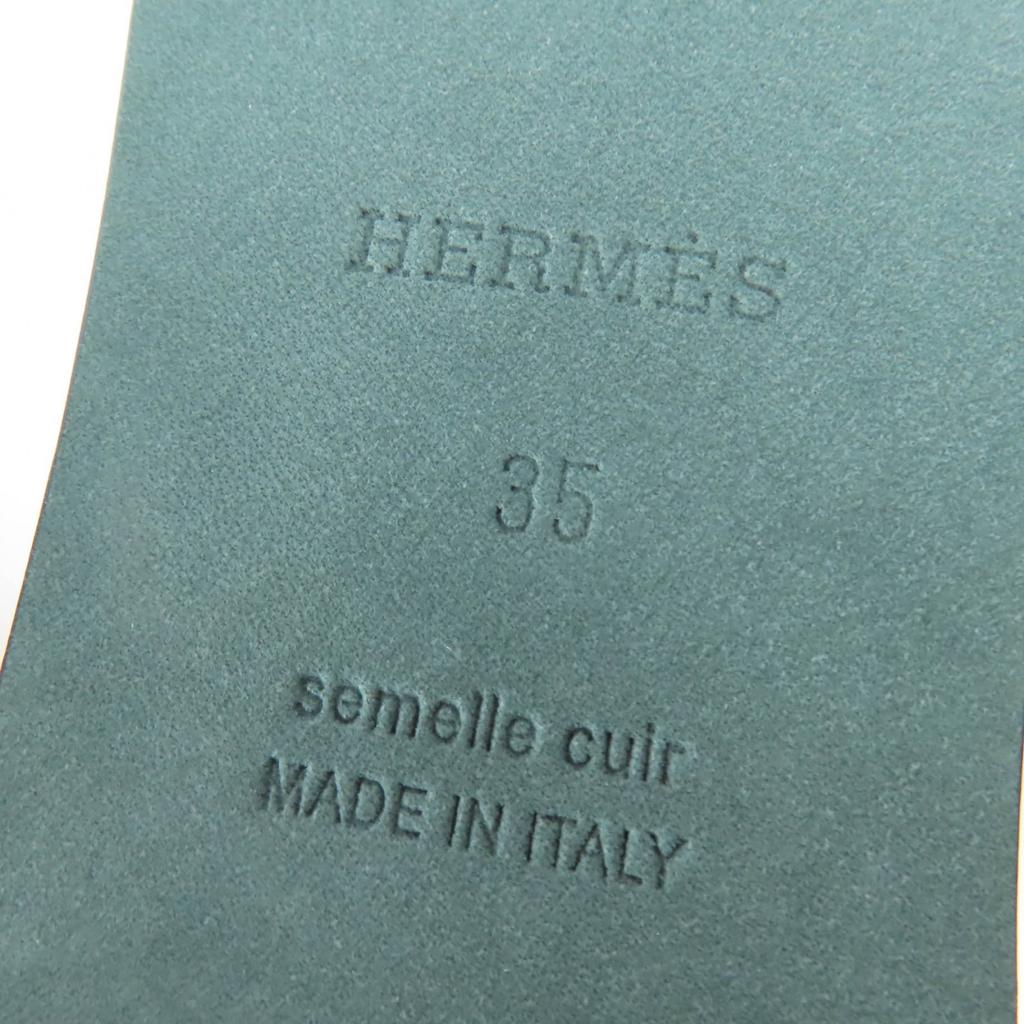 HERMÈS
35
semelle cuir
MADE IN ITALY